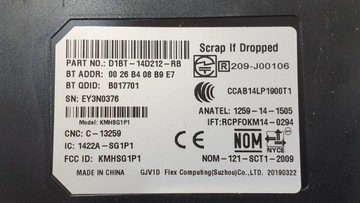 Scrap If Dropped
PART NO: D1BT-14D212-RB
BT ADDR: 00 26 B4 08 B9 E7
BT QDID: B017701
SN: EY3N0376
R 209-J00106
CCAB14LP1900T1
Model: KMHSG1P1
CNC: C-13259
IC: 1422A-SG1P1
FCC ID: KMHSG1P1
ANATEL: 1259-14-1505
IFT:RCPFOKM14-0294
NOM NYCE
NOM-121-SCT1-2009
MADE IN CHINA
GJV1D Flex Computing(Suzhou)Co.,Ltd. 20190322